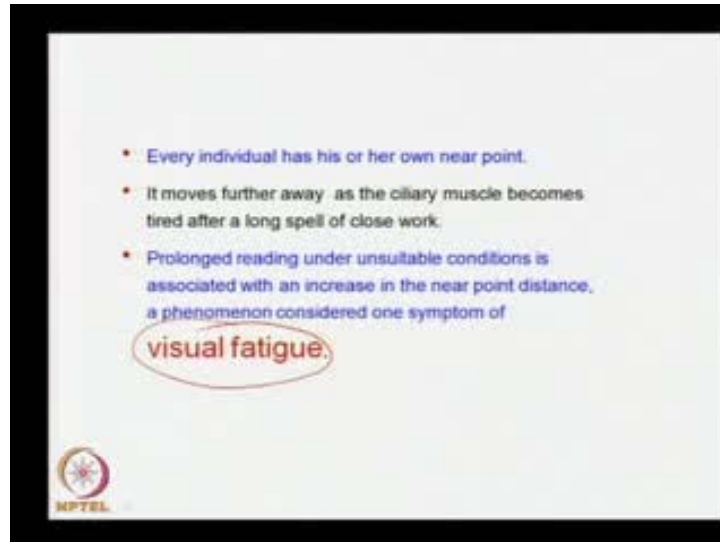 • Every individual has his or her own near point.
• It moves further away as the ciliary muscle becomes
tired after a long spell of close work.
• Prolonged reading under unsuitable conditions is
associated with an increase in the near point distance,
a phenomenon considered one symptom of
visual fatigue.
NPTEL